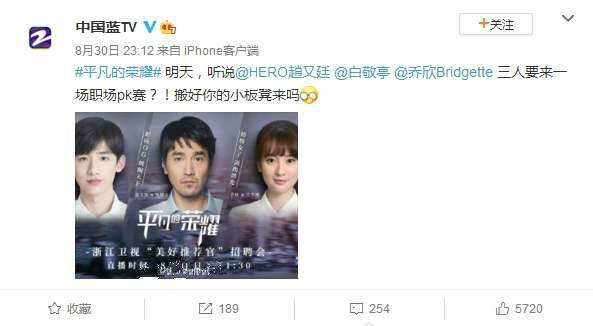 中国蓝TV
+关注
8月30日 23:12 来自 iPhone客户端
#平凡的荣耀# 明天，听说@HERO趙又廷 @白敬亭 @乔欣Bridgette 三人要来一
场职场pk赛？！搬好你的小板凳来吗
平凡的荣耀
-浙江卫视“美好推荐官”招聘会-
直播时间
收藏
189
254
5720